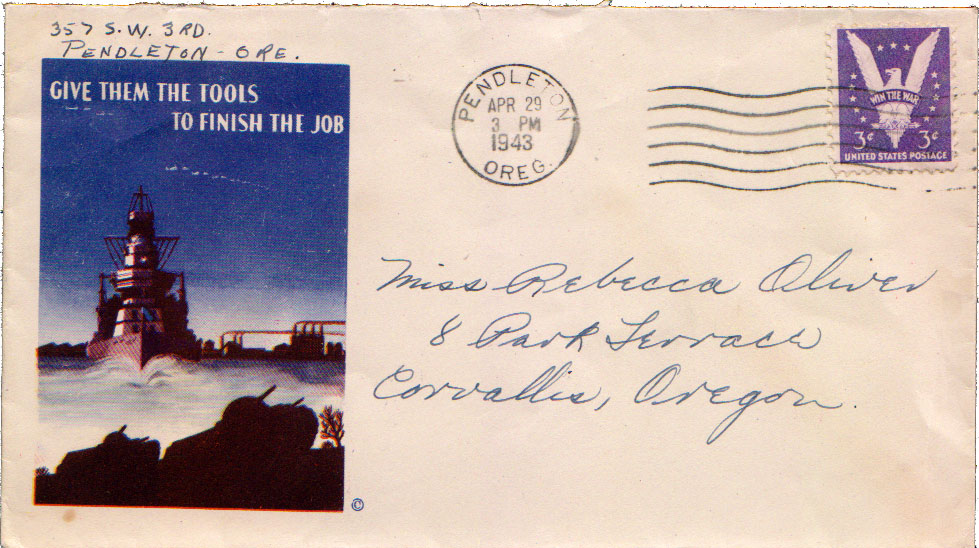 357 S.W. 3RD.
PENDLETON - ORE.
GIVE THEM THE TOOLS
TO FINISH THE JOB
PENDLETON
APR 29
3 PM
1943
OREG.
WIN THE WAR
3¢ 3¢
UNITED STATES POSTAGE
Miss Rebecca Oliver
8 Park Terrace
Corvallis, Oregon.
©